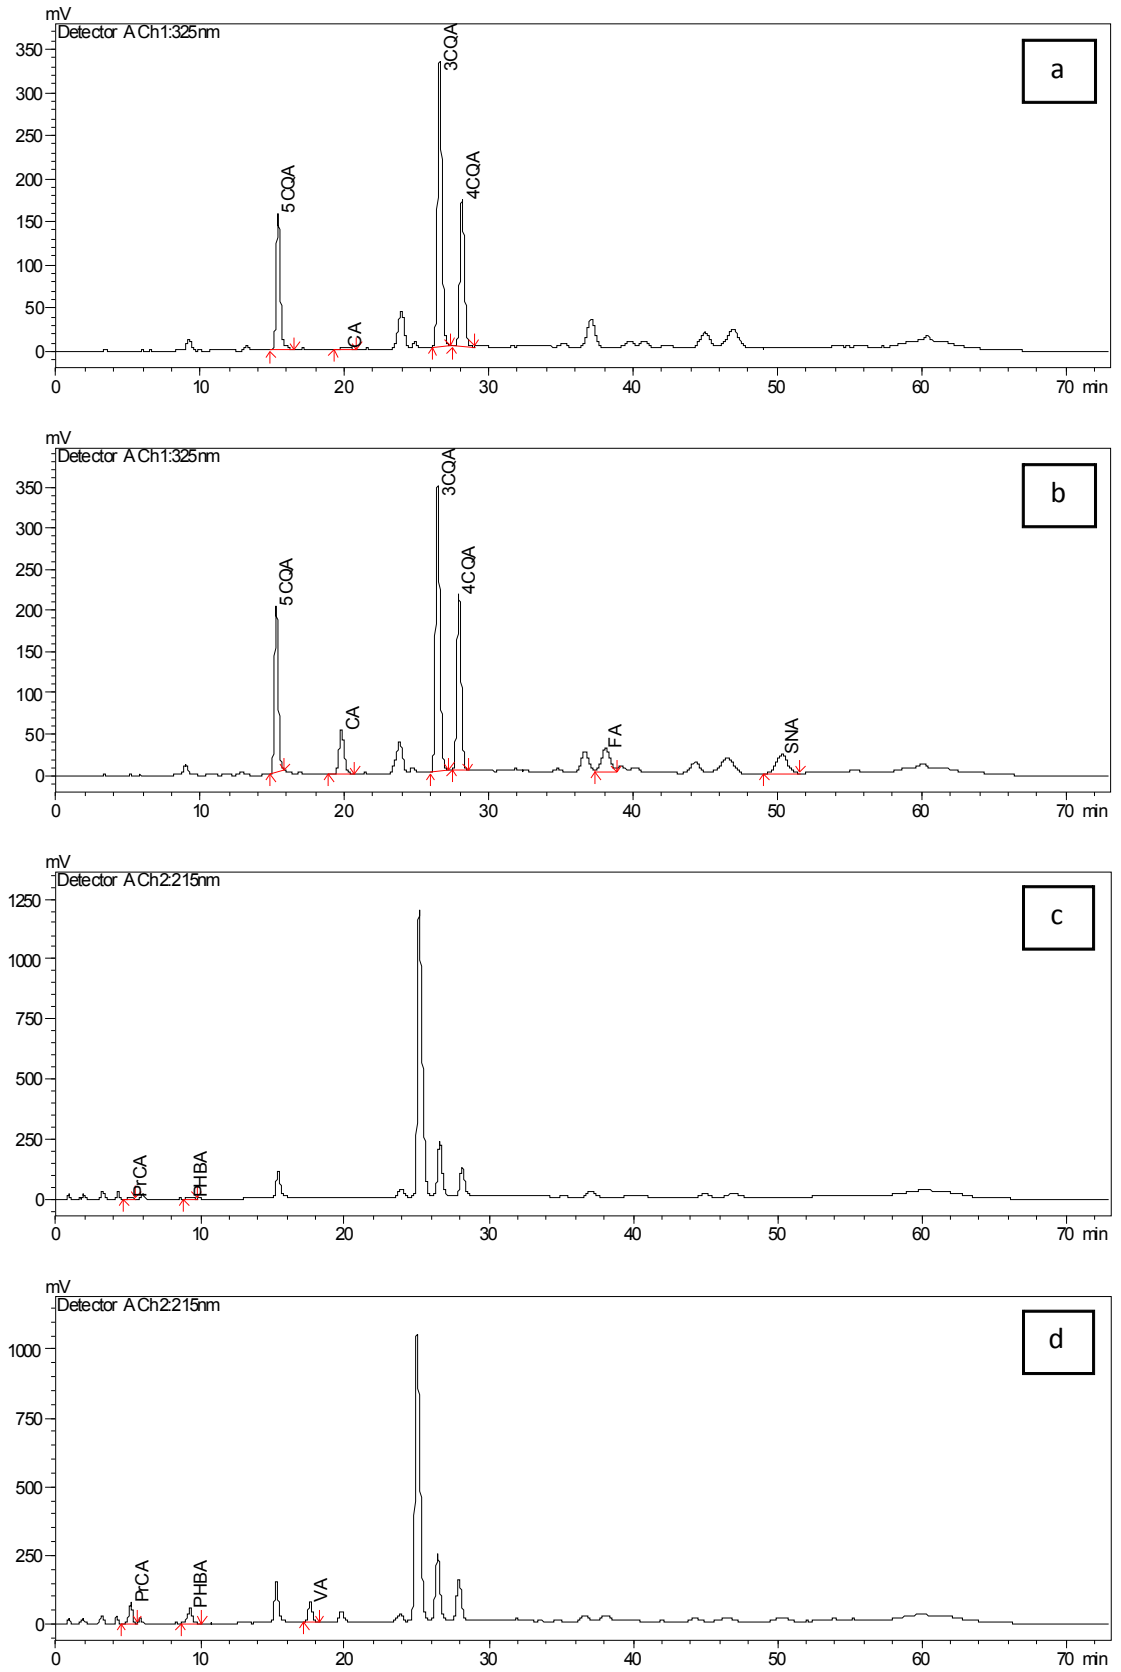 mV
Detector A Ch1:325nm
a
350
300
250
200
150
100
50
0
5CQA
CA
3CQA
4CQA
0 10 20 30 40 50 60 70 min
mV
Detector A Ch1:325nm
b
350
300
250
200
150
100
50
0
5CQA
CA
3CQA
4CQA
FA
SNA
0 10 20 30 40 50 60 70 min
mV
Detector A Ch2:215nm
c
1250
1000
750
500
250
0
PrCA
PHBA
0 10 20 30 40 50 60 70 min
mV
Detector A Ch2:215nm
d
1000
750
500
250
0
PrCA
PHBA
VA
0 10 20 30 40 50 60 70 min